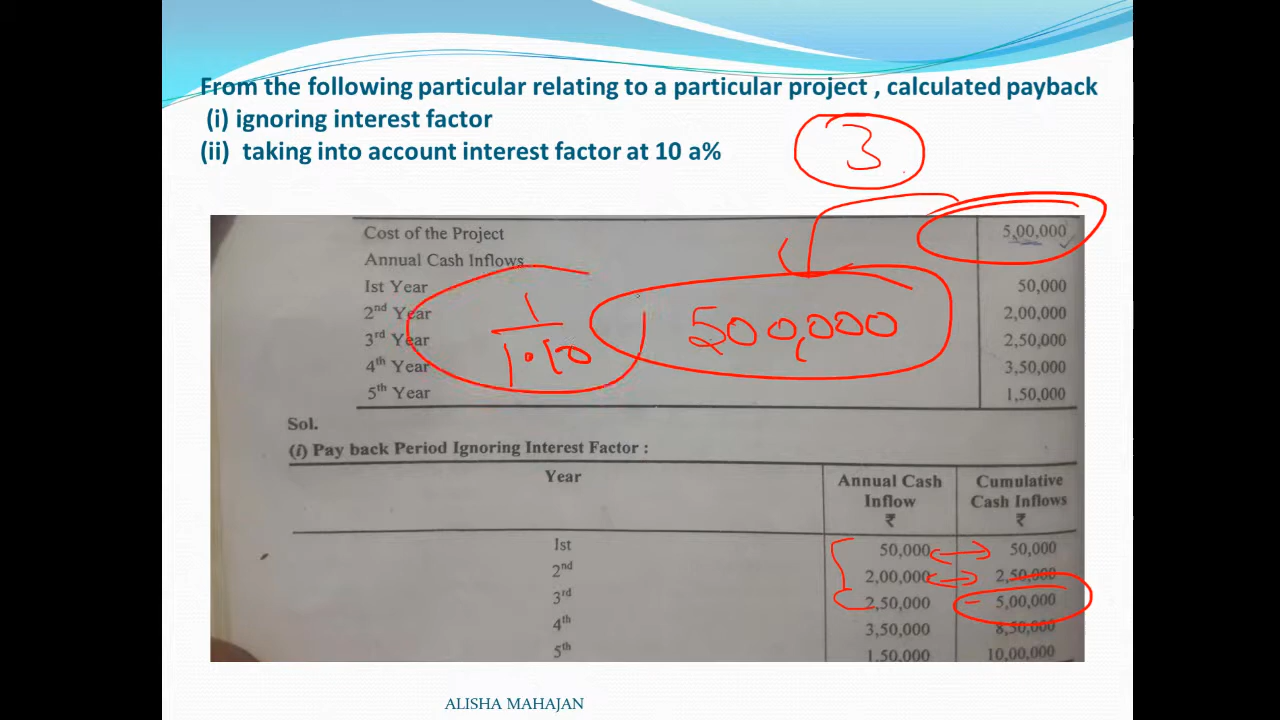 From the following particular relating to a particular project , calculated payback
(i) ignoring interest factor
(ii) taking into account interest factor at 10 a%
3
Cost of the Project 5,00,000
Annual Cash Inflows
Ist Year 50,000
2nd Year 2,00,000
3rd Year 2,50,000
4th Year 3,50,000
5th Year 1,50,000
1
1.10
500,000
Sol.
(i) Pay back Period Ignoring Interest Factor :
Year Annual Cash Inflow ₹ Cumulative Cash Inflows ₹
Ist 50,000 50,000
2nd 2,00,000 2,50,000
3rd 2,50,000 5,00,000
4th 3,50,000 8,50,000
5th 1,50,000 10,00,000
ALISHA MAHAJAN